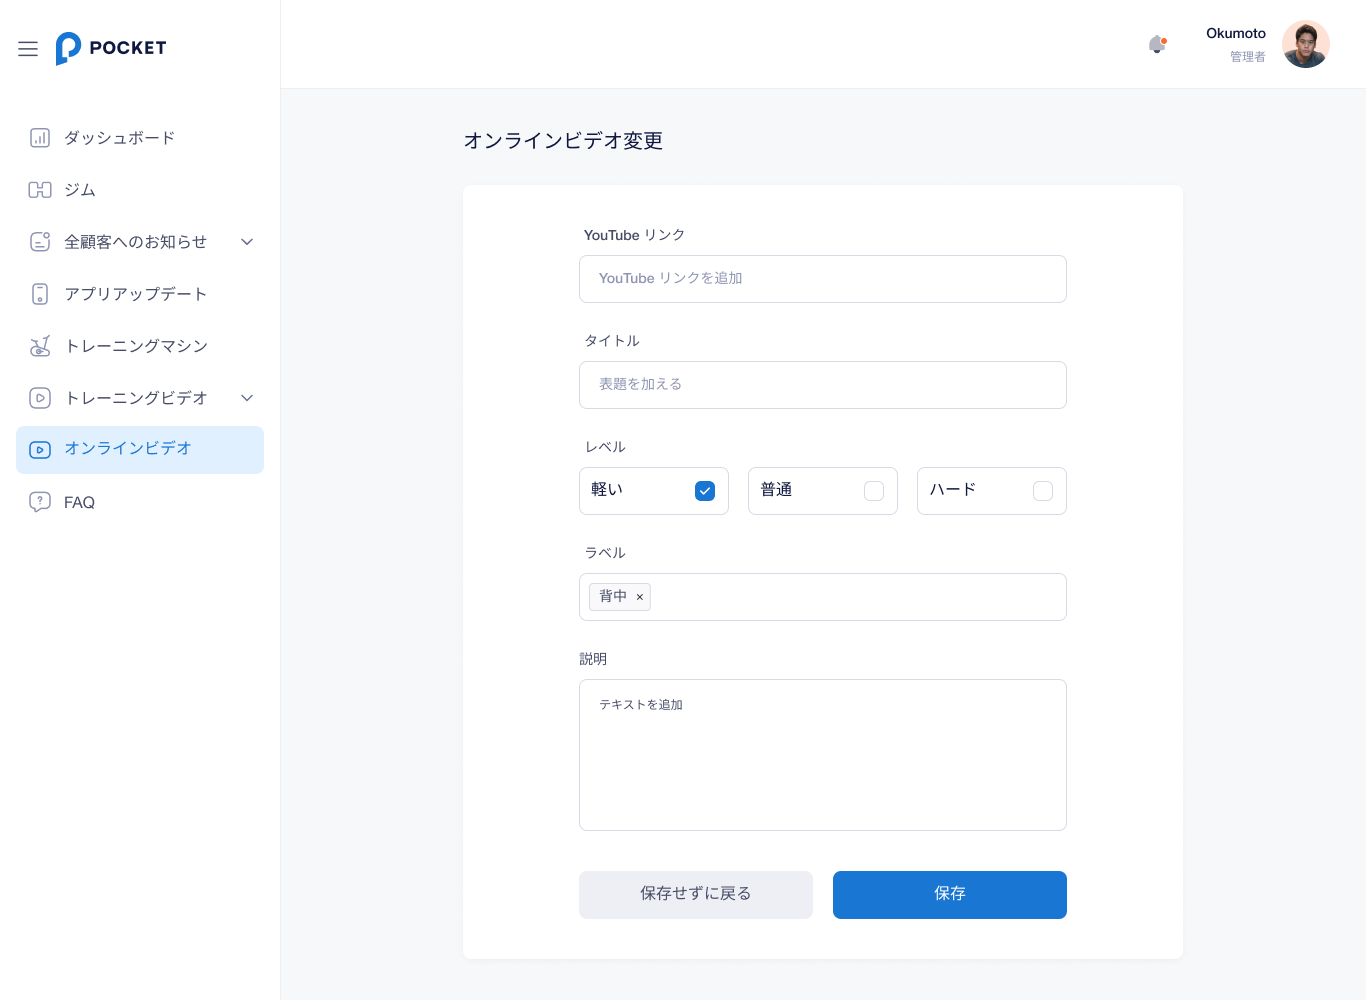 POCKET
Okumoto
管理者
ダッシュボード
ジム
全顧客へのお知らせ
アプリアップデート
トレーニングマシン
トレーニングビデオ
オンラインビデオ
FAQ
オンラインビデオ変更
YouTube リンク
YouTube リンクを追加
タイトル
表題を加える
レベル
軽い
普通
ハード
ラベル
背中 ×
説明
テキストを追加
保存せずに戻る
保存